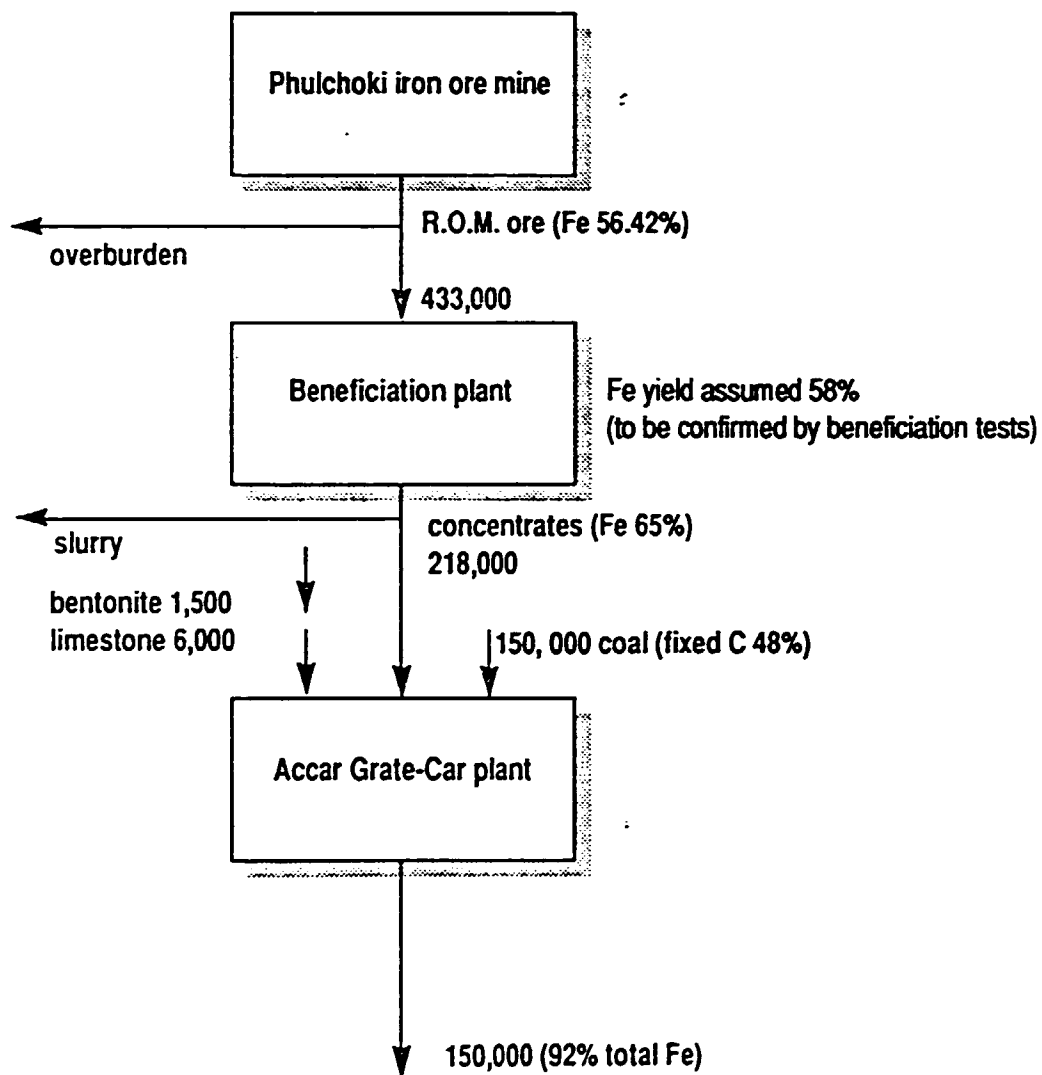 Phulchoki iron ore mine
R.O.M. ore (Fe 56.42%)
overburden
433,000
Beneficiation plant
Fe yield assumed 58%
(to be confirmed by beneficiation tests)
concentrates (Fe 65%)
218,000
slurry
bentonite 1,500
limestone 6,000
150, 000 coal (fixed C 48%)
Accar Grate-Car plant
150,000 (92% total Fe)